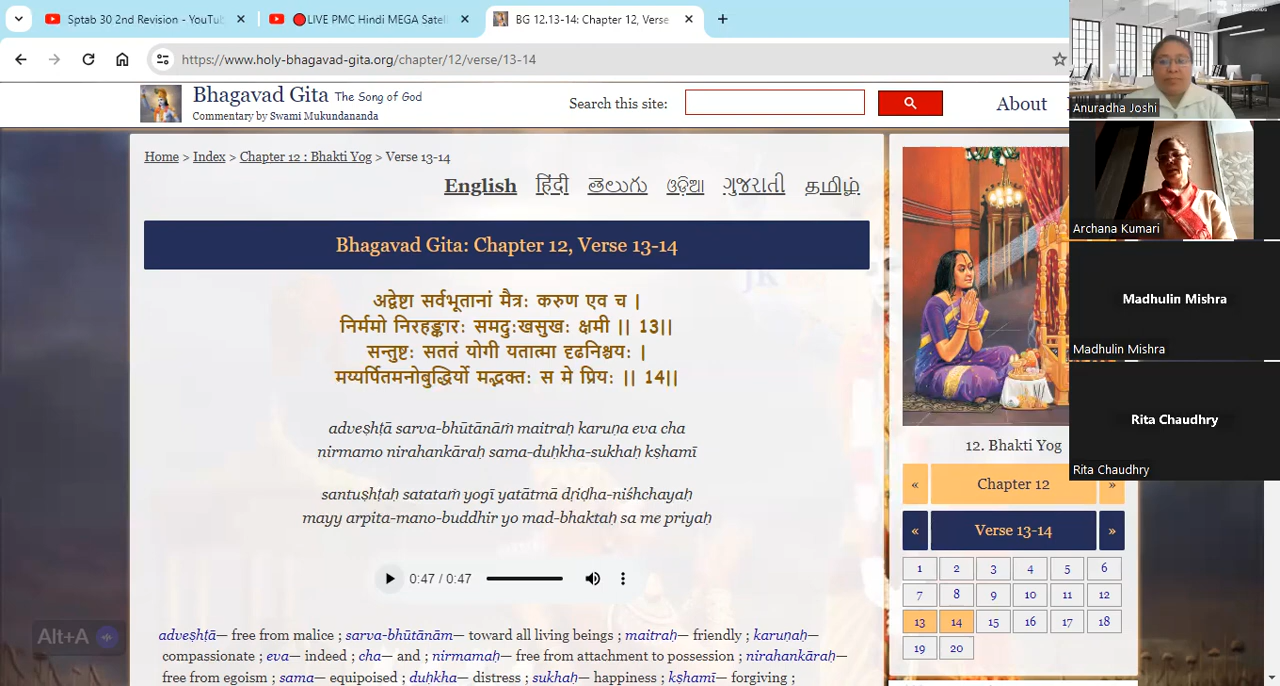 Sptab 30 2nd Revision - YouTu
LIVE PMC Hindi MEGA Satel
BG 12.13-14: Chapter 12, Verse
https://www.holy-bhagavad-gita.org/chapter/12/verse/13-14
Bhagavad Gita The Song of God
Commentary by Swami Mukundananda
Search this site:
About
Home > Index > Chapter 12 : Bhakti Yog > Verse 13-14
English हिंदी తెలుగు ଓଡ଼ିଆ ગુજરાતી தமிழ்
Bhagavad Gita: Chapter 12, Verse 13-14
अद्वेष्टा सर्वभूतानां मैत्र: करुण एव च |
निर्ममो निरहङ्कार: समदु:खसुख: क्षमी || 13||
सन्तुष्ट: सततं योगी यतात्मा दृढनिश्चय: |
मय्यर्पितमनोबुद्धिर्यो मद्भक्त: स मे प्रिय: || 14||
adveṣhṭā sarva-bhūtānāṁ maitraḥ karuṇa eva cha
nirmamo nirahankāraḥ sama-duḥkha-sukhaḥ kṣhamī
santuṣhṭaḥ satataṁ yogī yatātmā dṛiḍha-niśhchayaḥ
mayy arpita-mano-buddhir yo mad-bhaktaḥ sa me priyaḥ
0:47 / 0:47
Alt+A
adveṣhṭā— free from malice ; sarva-bhūtānām— toward all living beings ; maitraḥ— friendly ; karuṇaḥ—
compassionate ; eva— indeed ; cha— and ; nirmamaḥ— free from attachment to possession ; nirahankāraḥ—
free from egoism ; sama— equipoised ; duḥkha— distress ; sukhaḥ— happiness ; kṣhamī— forgiving ;
12. Bhakti Yog
« Chapter 12 »
« Verse 13-14 »
1 2 3 4 5 6
7 8 9 10 11 12
13 14 15 16 17 18
19 20
Anuradha Joshi
Archana Kumari
Madhulin Mishra
Madhulin Mishra
Rita Chaudhry
Rita Chaudhry